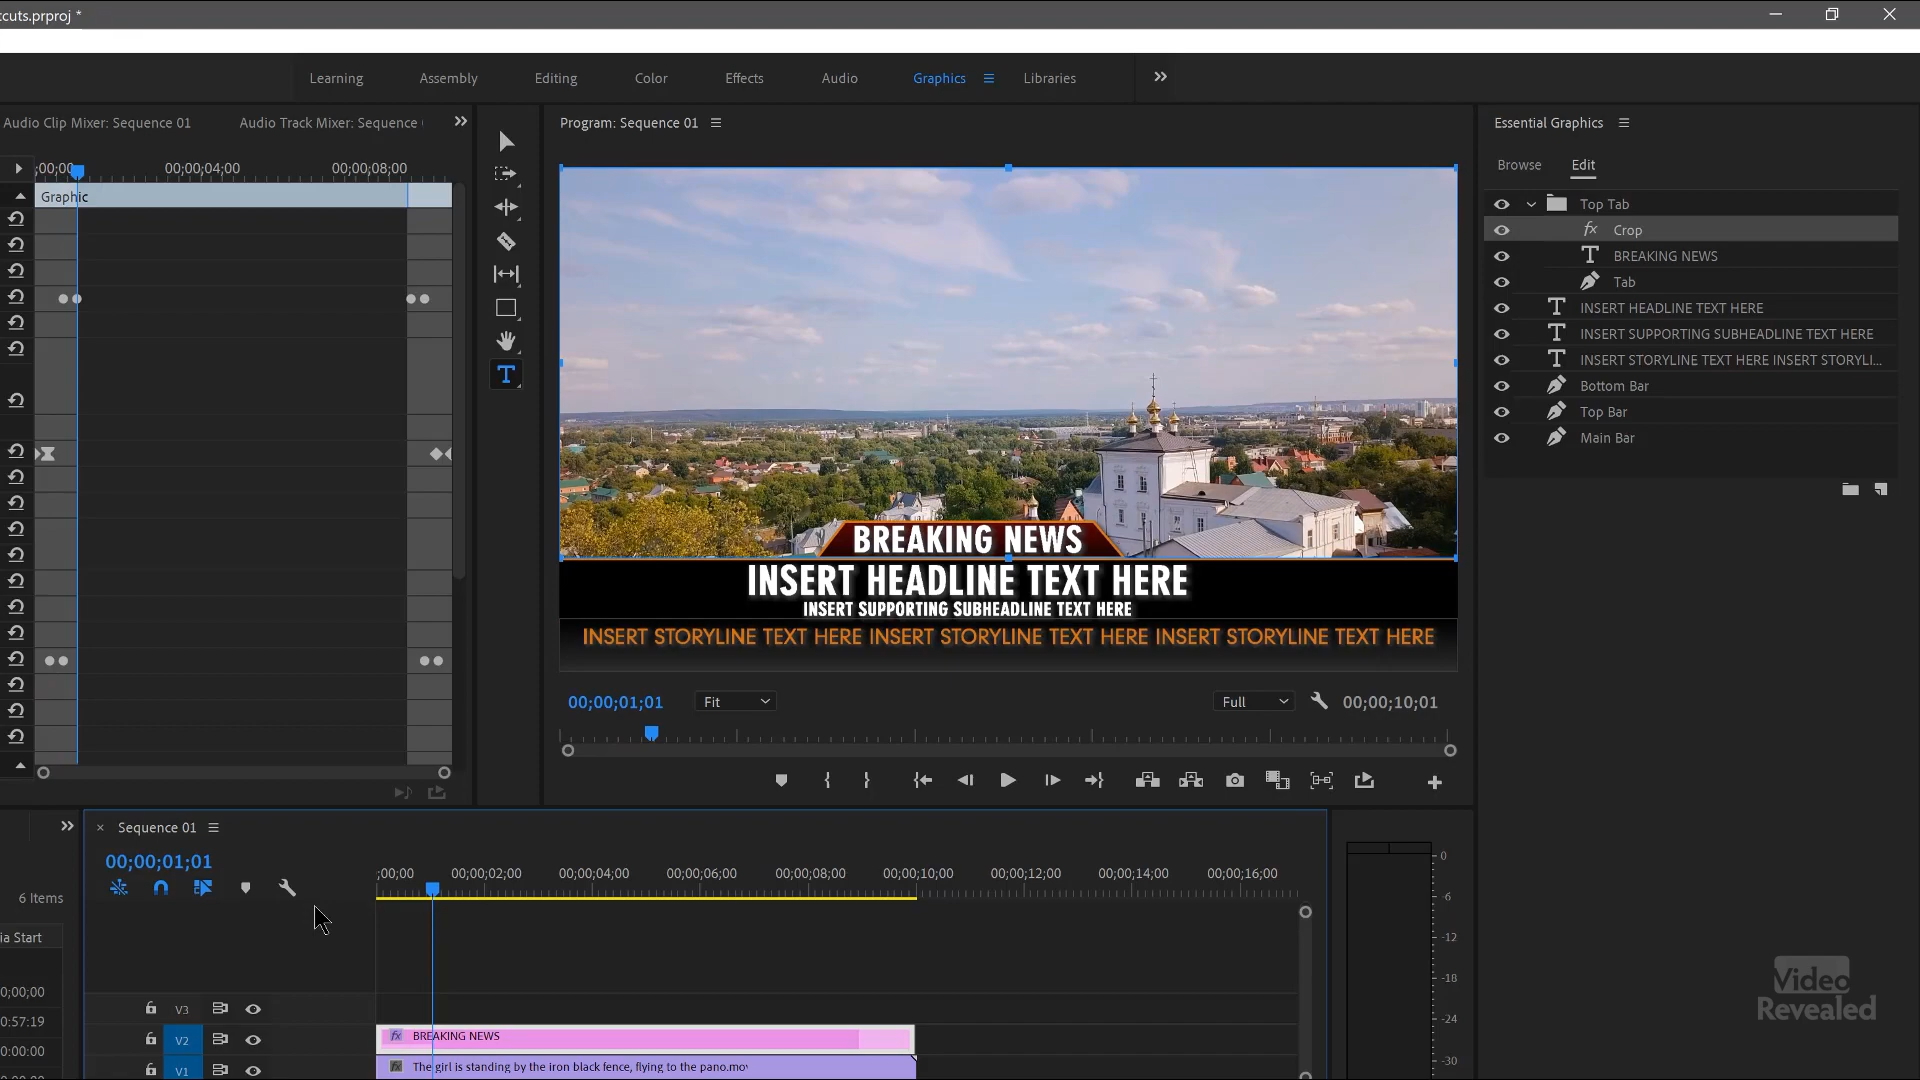 tcuts.prproj *
Learning Assembly Editing Color Effects Audio Graphics Libraries
Audio Clip Mixer: Sequence 01 Audio Track Mixer: Sequence
Program: Sequence 01
Essential Graphics
Browse Edit
;00;00 00;00;04;00 00;00;08;00
Graphic
Top Tab
fx Crop
T BREAKING NEWS
Tab
T INSERT HEADLINE TEXT HERE
T INSERT SUPPORTING SUBHEADLINE TEXT HERE
T INSERT STORYLINE TEXT HERE INSERT STORYLI...
Bottom Bar
Top Bar
Main Bar
BREAKING NEWS
INSERT HEADLINE TEXT HERE
INSERT SUPPORTING SUBHEADLINE TEXT HERE
INSERT STORYLINE TEXT HERE INSERT STORYLINE TEXT HERE INSERT STORYLINE TEXT HERE
00;00;01;01 Fit Full 00;00;10;01
Sequence 01
00;00;01;01
;00;00 00;00;02;00 00;00;04;00 00;00;06;00 00;00;08;00 00;00;10;00 00;00;12;00 00;00;14;00 00;00;16;00
6 Items
ia Start
0;00;00
0:57:19
0:00:00
V3
V2 fx BREAKING NEWS
V1 fx The girl is standing by the iron black fence, flying to the pano.mov
0
-6
-12
-18
-24
-30
Video
Revealed